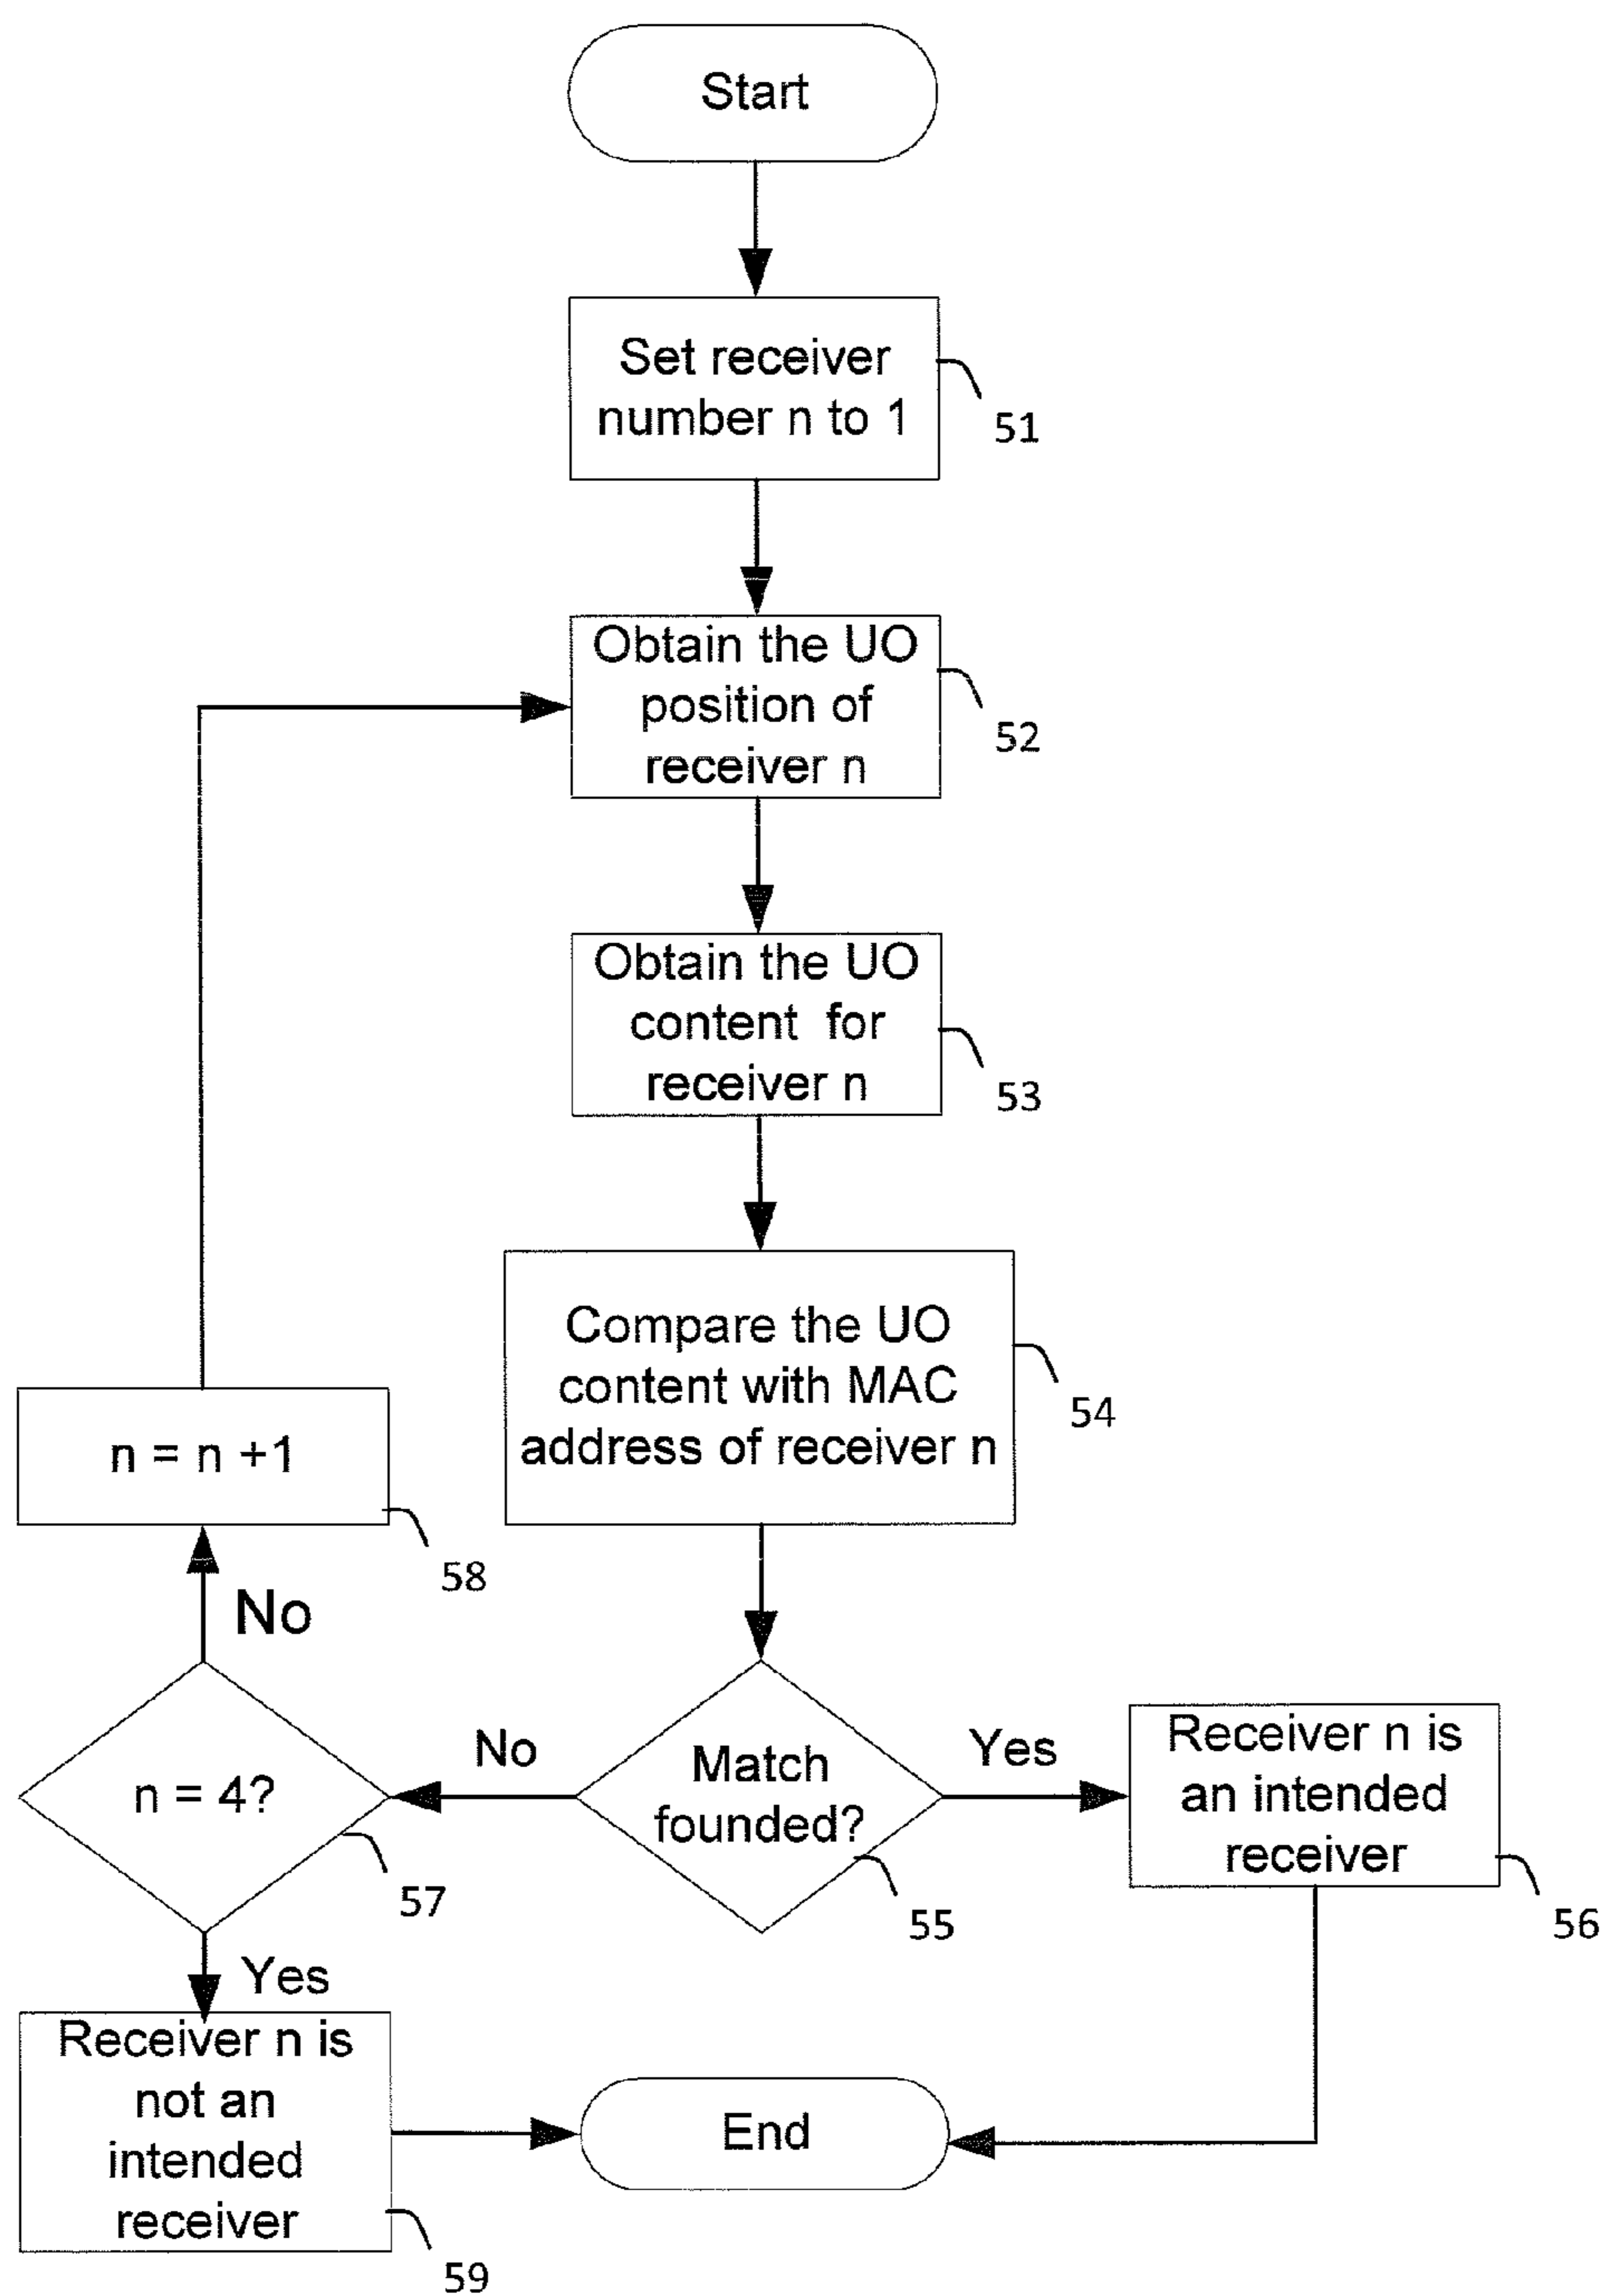 Start
Set receiver
number n to 1
51
Obtain the UO
position of
receiver n
52
Obtain the UO
content for
receiver n
53
Compare the UO
content with MAC
address of receiver n
54
n = n +1
58
No
n = 4?
57
No
Match
founded?
55
Yes
Receiver n is
an intended
receiver
56
Yes
Receiver n is
not an
intended
receiver
59
End